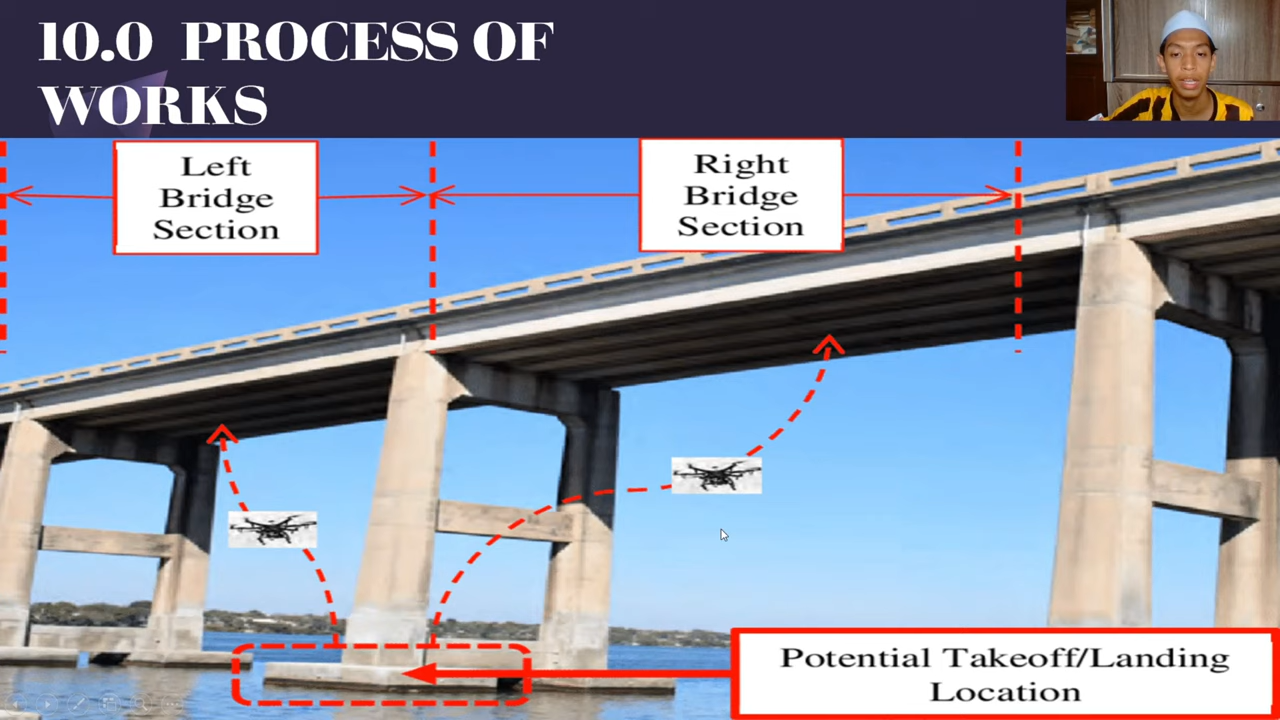 10.0 PROCESS OF
WORKS
Left
Bridge
Section
Right
Bridge
Section
Potential Takeoff/Landing
Location